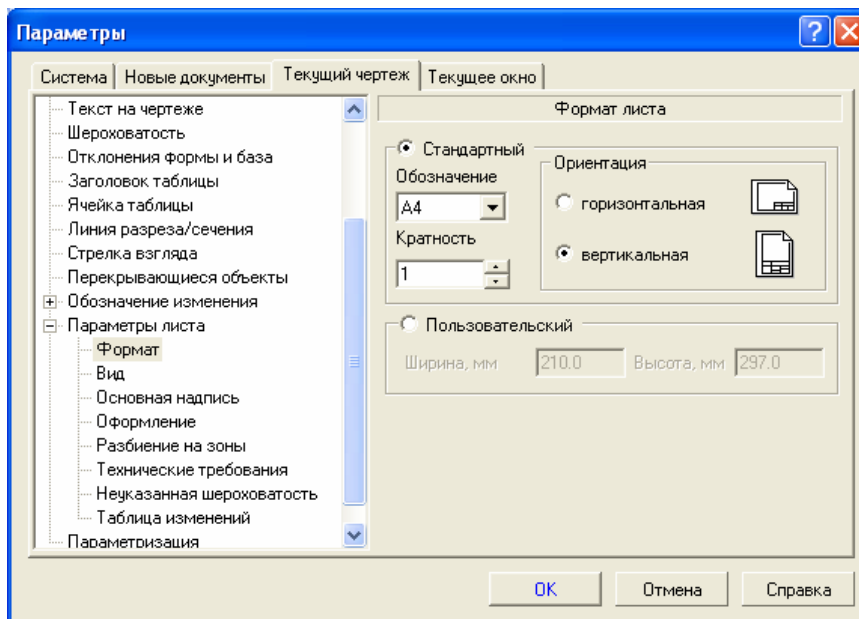 Параметры
Система Новые документы Текущий чертеж Текущее окно
Текст на чертеже
Шероховатость
Отклонения формы и база
Заголовок таблицы
Ячейка таблицы
Линия разреза/сечения
Стрелка взгляда
Перекрывающиеся объекты
Обозначение изменения
Параметры листа
Формат
Вид
Основная надпись
Оформление
Разбиение на зоны
Технические требования
Неуказанная шероховатость
Таблица изменений
Параметризация
Формат листа
Стандартный
Обозначение
A4
Кратность
1
Ориентация
горизонтальная
вертикальная
Пользовательский
Ширина, мм 210.0 Высота, мм 297.0
OK Отмена Справка